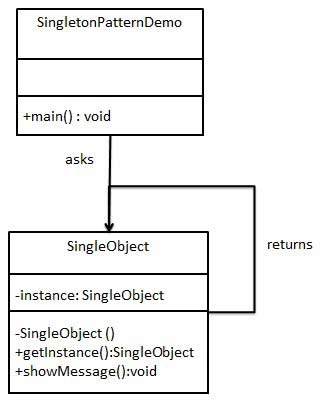 SingletonPatternDemo
+main() : void
asks
returns
SingleObject
-instance: SingleObject
-SingleObject ()
+getInstance():SingleObject
+showMessage():void